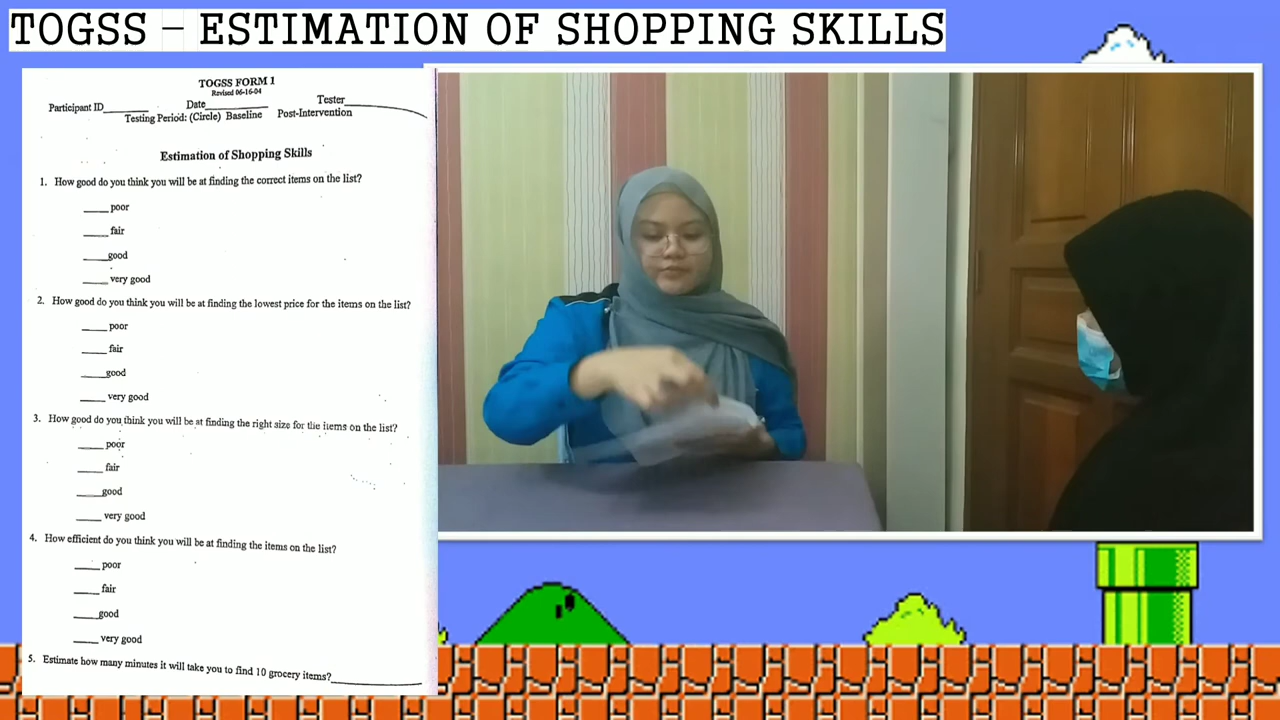 TOGSS – ESTIMATION OF SHOPPING SKILLS
TOGSS FORM 1
Revised 06-16-04
Participant ID________ Date___________ Tester_______________
Testing Period: (Circle) Baseline Post-Intervention
Estimation of Shopping Skills
1. How good do you think you will be at finding the correct items on the list?
_____ poor
_____ fair
_____good
_____ very good
2. How good do you think you will be at finding the lowest price for the items on the list?
_____ poor
_____ fair
_____good
_____ very good
3. How good do you think you will be at finding the right size for the items on the list?
_____ poor
_____ fair
_____good
_____ very good
4. How efficient do you think you will be at finding the items on the list?
_____ poor
_____ fair
_____good
_____ very good
5. Estimate how many minutes it will take you to find 10 grocery items?________________